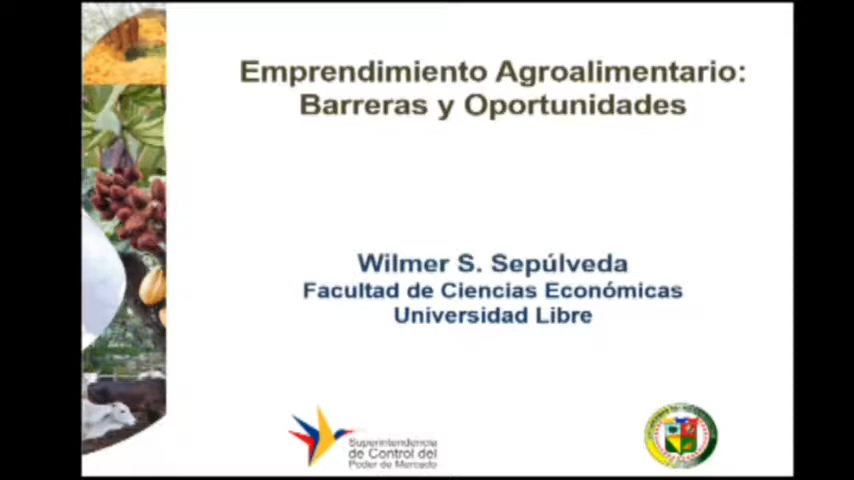 Emprendimiento Agroalimentario:
Barreras y Oportunidades
Wilmer S. Sepúlveda
Facultad de Ciencias Económicas
Universidad Libre
Superintendencia
de Control del
Poder de Mercado